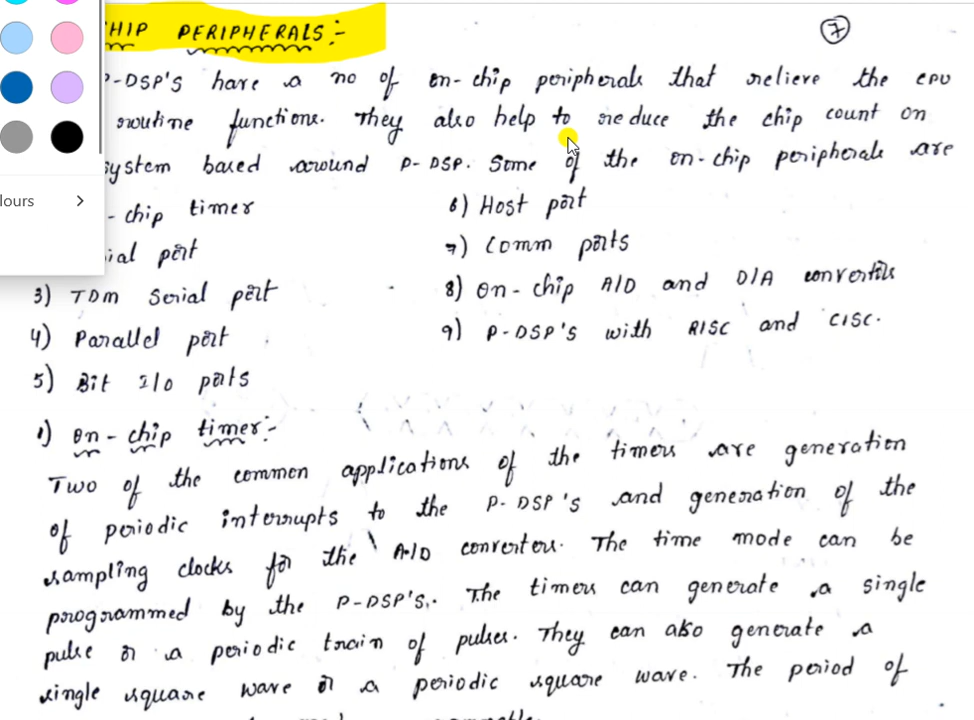 HIP PERIPHERALS:-
7
P-DSP'S have a no of on-chip peripherals that relieve the cpu
routine functions. They also help to reduce the chip count on
system based around P-DSP. Some of the on-chip peripherals are
- chip timer
6) Host port
ial port
7) Comm ports
3) TDM Serial port
8) on-chip A/D and D/A convertors
4) Parallel port
9) P-DSP'S with RISC and CISC.
5) Bit I/o ports
lours
1) on-chip timer:-
Two of the common applications of the timers are generation
of periodic interrupts to the P-DSP's and generation of the
sampling clocks for the A/D converters. The time mode can be
programmed by the P-DSP'S. The timers can generate a single
pulse or a periodic train of pulses. They can also generate a
single square wave or a periodic square wave. The period of